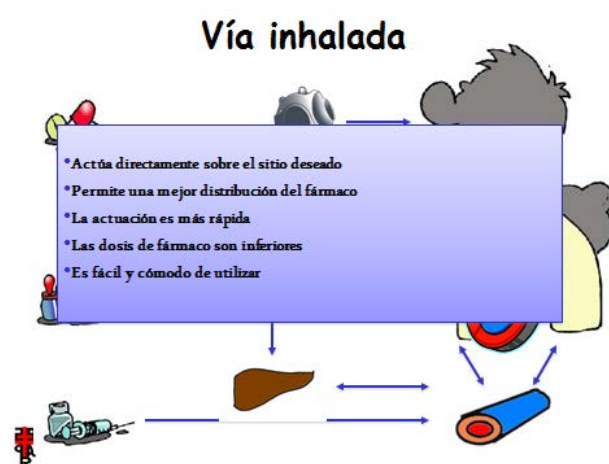 Vía inhalada
•Actúa directamente sobre el sitio deseado
•Permite una mejor distribución del fármaco
•La actuación es más rápida
•Las dosis de fármaco son inferiores
•Es fácil y cómodo de utilizar